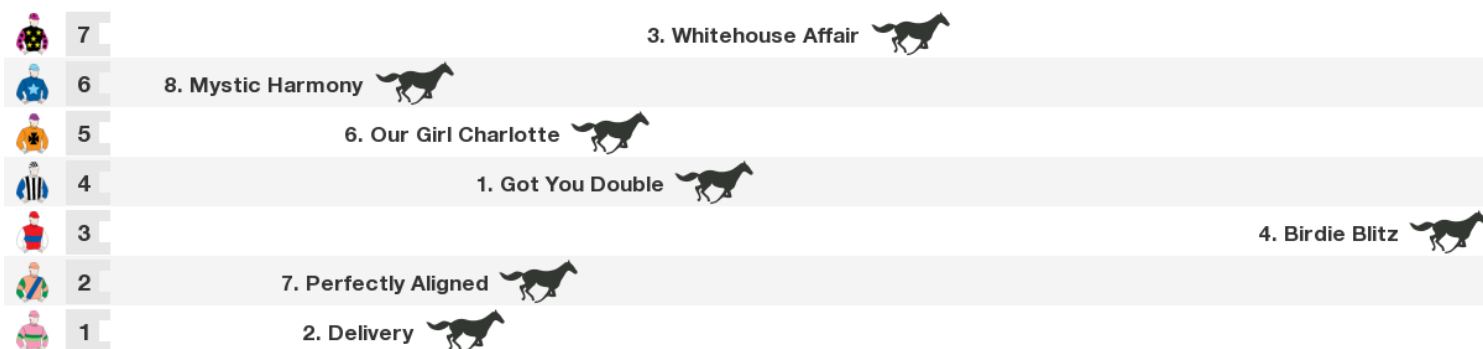 7 3. Whitehouse Affair
6 8. Mystic Harmony
5 6. Our Girl Charlotte
4 1. Got You Double
3 4. Birdie Blitz
2 7. Perfectly Aligned
1 2. Delivery